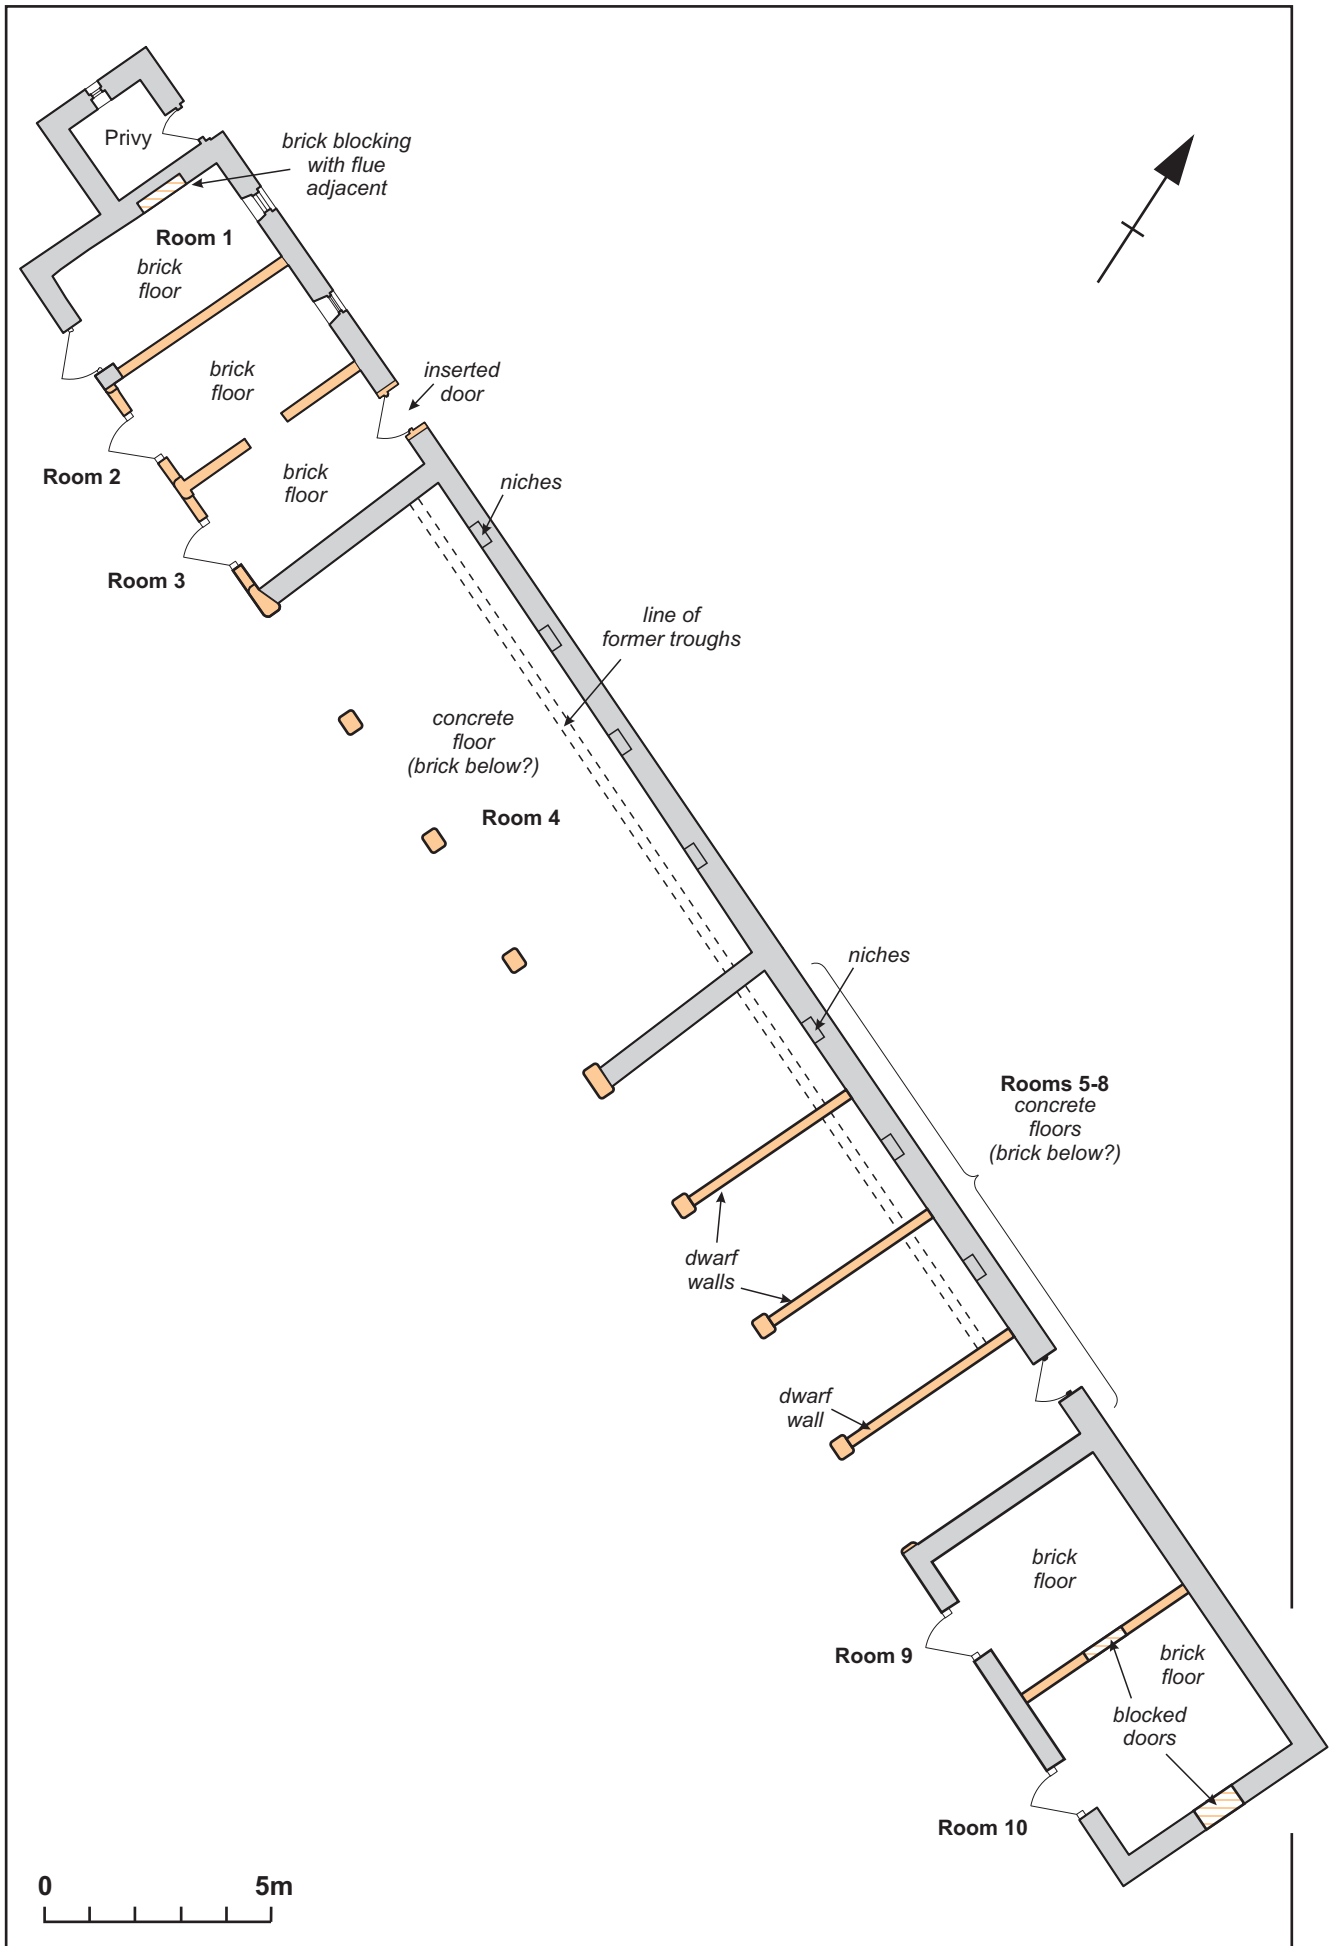 Privy
brick blocking
with flue
adjacent
Room 1
brick
floor
brick
floor
inserted
door
Room 2
brick
floor
niches
Room 3
line of
former troughs
concrete
floor
(brick below?)
Room 4
niches
Rooms 5-8
concrete
floors
(brick below?)
dwarf
walls
dwarf
wall
brick
floor
Room 9
brick
floor
blocked
doors
Room 10
0 5m